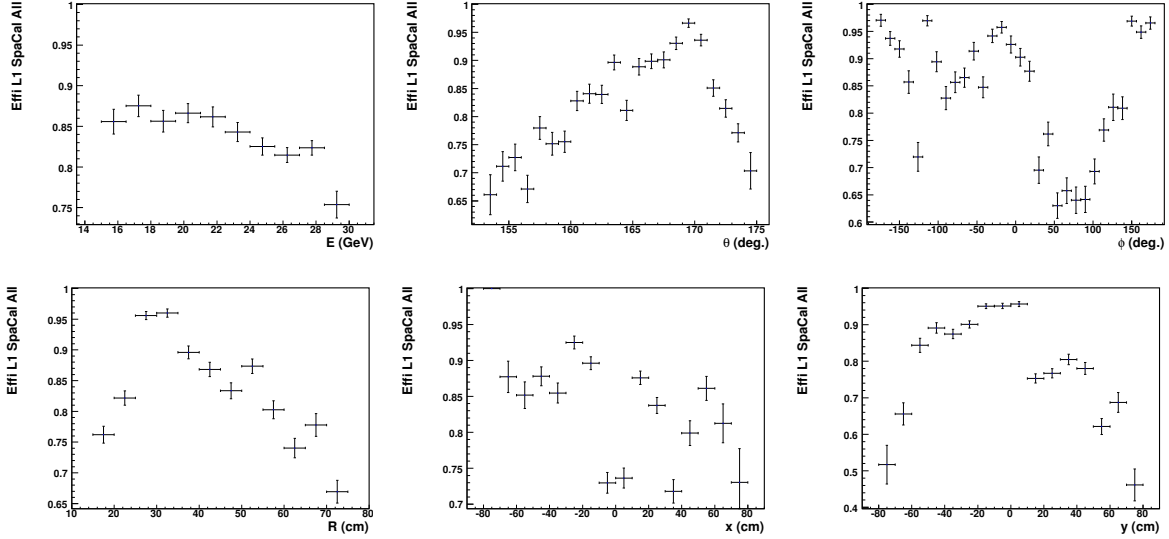 Effi L1 SpaCal All
1
0.95
0.9
0.85
0.8
0.75
14 16 18 20 22 24 26 28 30
E (GeV)
Effi L1 SpaCal All
1
0.95
0.9
0.85
0.8
0.75
0.7
0.65
155 160 165 170 175
θ (deg.)
Effi L1 SpaCal All
1
0.95
0.9
0.85
0.8
0.75
0.7
0.65
0.6
-150 -100 -50 0 50 100 150
ϕ (deg.)
Effi L1 SpaCal All
1
0.95
0.9
0.85
0.8
0.75
0.7
0.65
10 20 30 40 50 60 70 80
R (cm)
Effi L1 SpaCal All
1
0.95
0.9
0.85
0.8
0.75
0.7
-80 -60 -40 -20 0 20 40 60 80
x (cm)
Effi L1 SpaCal All
1
0.9
0.8
0.7
0.6
0.5
0.4
-80 -60 -40 -20 0 20 40 60 80
y (cm)